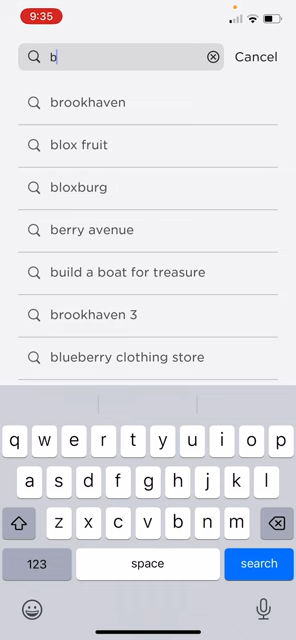 9:35
b
Cancel
brookhaven
blox fruit
bloxburg
berry avenue
build a boat for treasure
brookhaven 3
blueberry clothing store
q w e r t y u i o p
a s d f g h j k l
z x c v b n m
123 space search